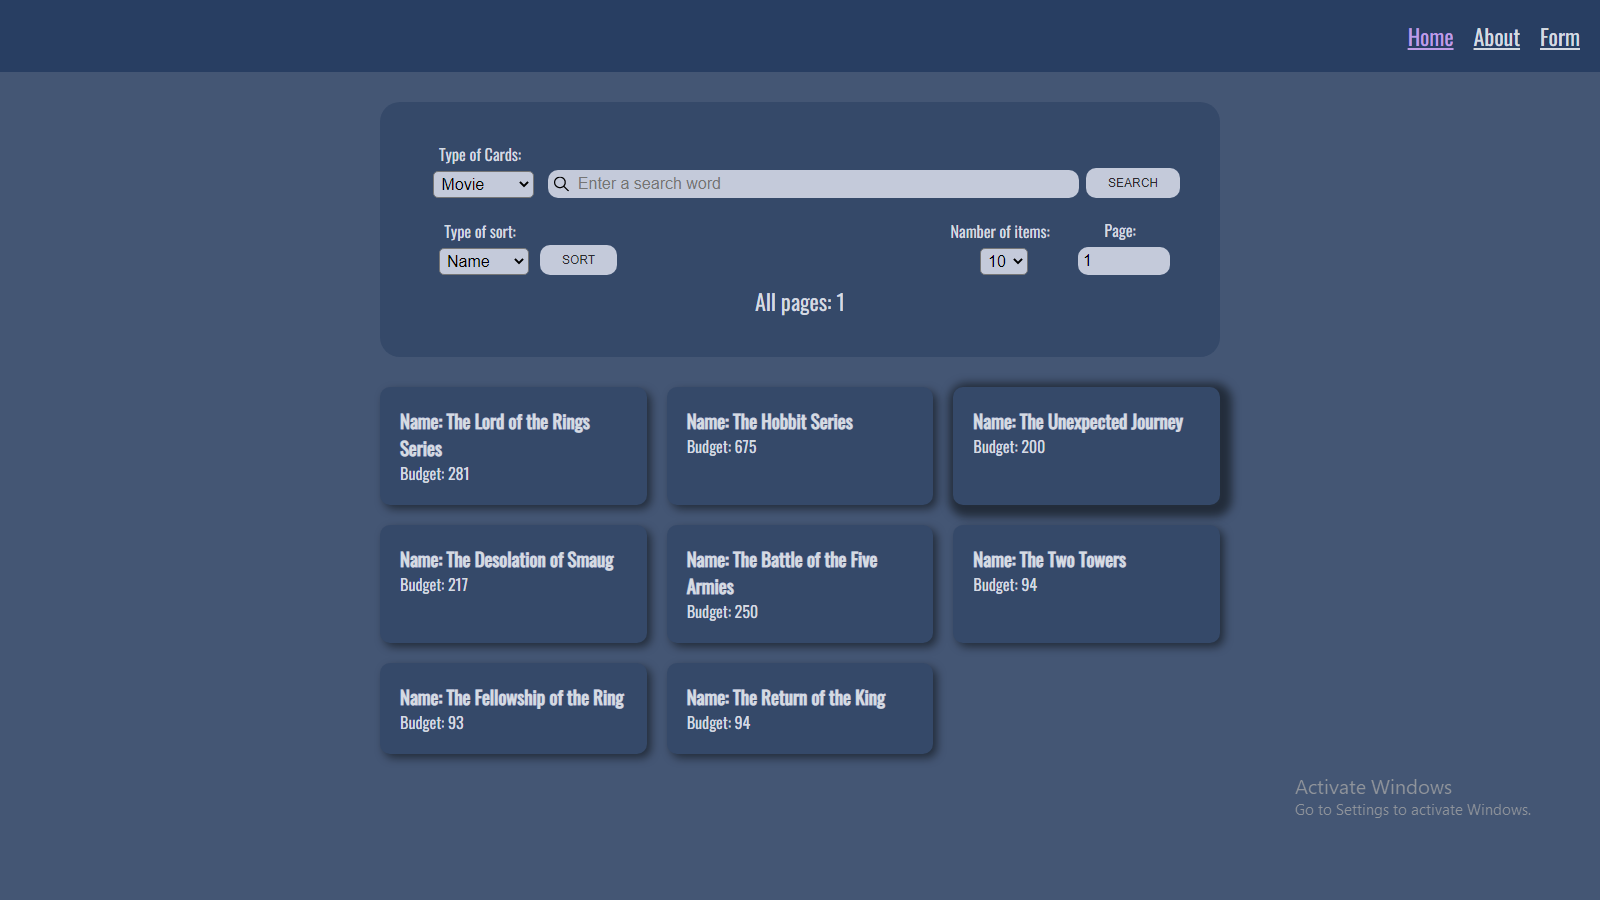 Home About Form
Type of Cards:
Movie Enter a search word SEARCH
Type of sort: Namber of items: Page:
Name SORT 10 1
All pages: 1
Name: The Lord of the Rings
Series
Budget: 281
Name: The Hobbit Series
Budget: 675
Name: The Unexpected Journey
Budget: 200
Name: The Desolation of Smaug
Budget: 217
Name: The Battle of the Five
Armies
Budget: 250
Name: The Two Towers
Budget: 94
Name: The Fellowship of the Ring
Budget: 93
Name: The Return of the King
Budget: 94
Activate Windows
Go to Settings to activate Windows.